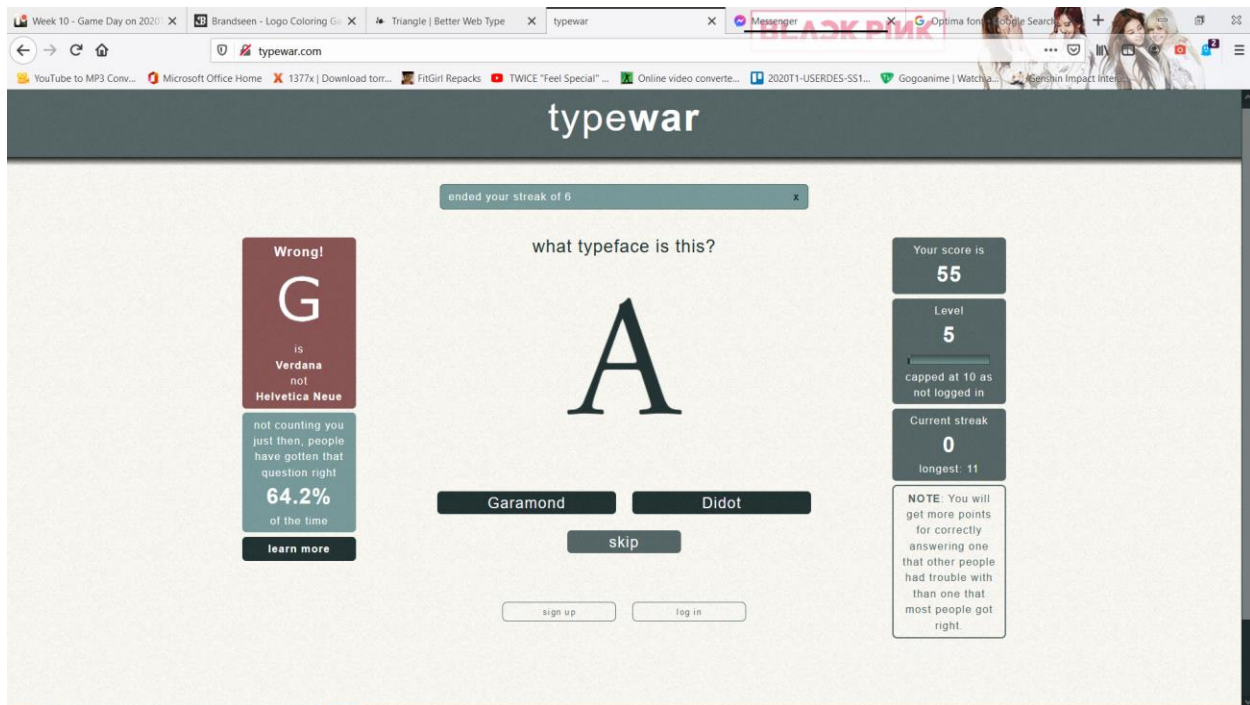 Week 10 - Game Day on 2020T
Brandseen - Logo Coloring Ga
Triangle | Better Web Type
typewar
Messenger
Optima font - Google Search
BLACKPINK
typewar.com
YouTube to MP3 Conv...
Microsoft Office Home
1377x | Download torr...
FitGirl Repacks
TWICE "Feel Special" ...
Online video converte...
2020T1-USERDES-SS1...
Gogoanime | Watch a...
Genshin Impact Inter
2
typewar
ended your streak of 6
x
Wrong!
G
is
Verdana
not
Helvetica Neue
not counting you
just then, people
have gotten that
question right
64.2%
of the time
learn more
what typeface is this?
A
Garamond
Didot
skip
sign up
log in
Your score is
55
Level
5
capped at 10 as
not logged in
Current streak
0
longest: 11
NOTE: You will
get more points
for correctly
answering one
that other people
had trouble with
than one that
most people got
right.